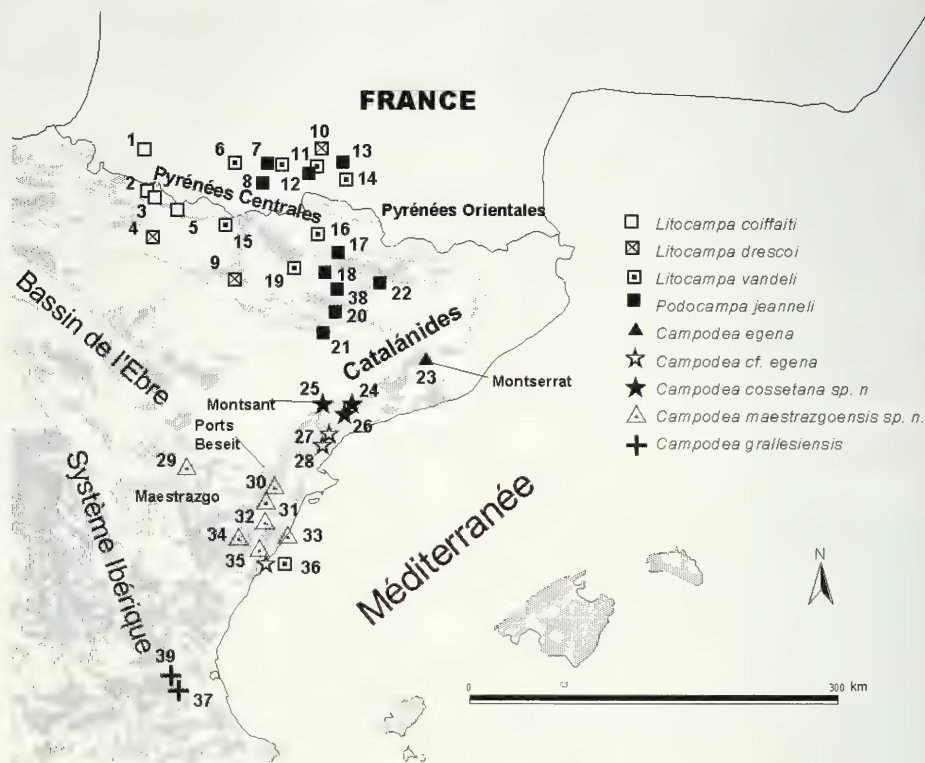 FRANCE
1
2
3
4
5
6
7
8
9
10
11
12
13
14
15
16
17
18
19
38
20
21
22
Pyrénées Centrales
Pyrénées Orientales
Bassin de l'Ebre
Catalánides
23
Montserrat
Montsant
25
24
26
27
28
Ports
Beseit
29
Maestrazgo
30
31
32
33
34
35
36
Système Ibérique
39
37
Méditerranée
Litocampa coiffaiti
Litocampa drescoi
Litocampa vandeli
Podocampa jeanneli
Campodea egena
Campodea cf. egena
Campodea cossetana sp. n
Campodea maestrazgoensis sp. n.
Campodea grallesiensis
N
0
300 km